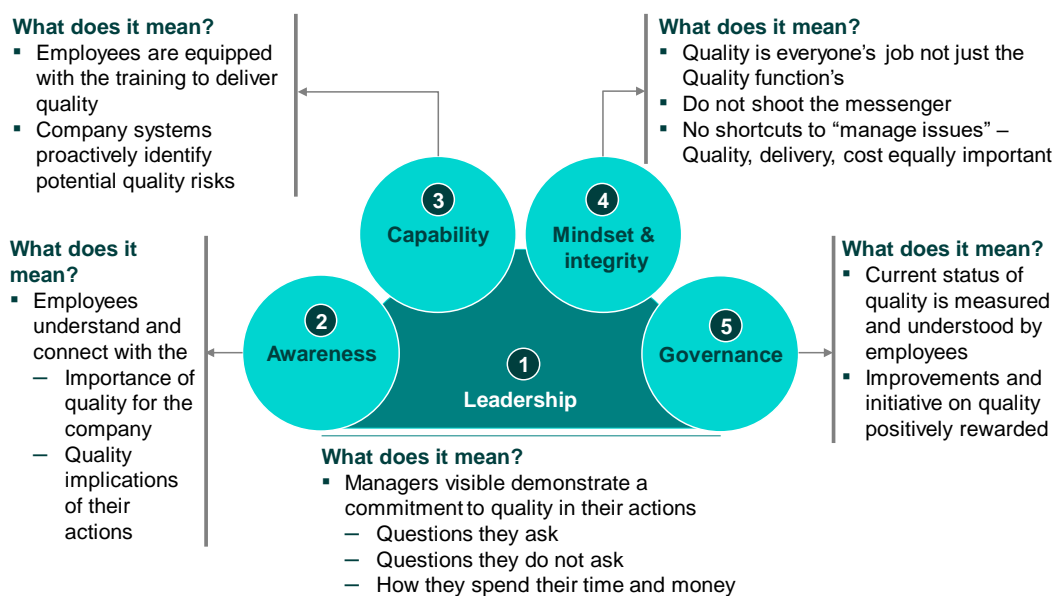 What does it mean?
▪ Employees are equipped
with the training to deliver
quality
▪ Company systems
proactively identify
potential quality risks
What does it mean?
▪ Quality is everyone's job not just the
Quality function's
▪ Do not shoot the messenger
▪ No shortcuts to “manage issues” –
Quality, delivery, cost equally important
3
Capability
4
Mindset &
integrity
What does it
mean?
▪ Employees
understand and
connect with the
— Importance of
quality for the
company
— Quality
implications
of their
actions
2
Awareness
1
Leadership
5
Governance
What does it mean?
▪ Current status of
quality is measured
and understood by
employees
▪ Improvements and
initiative on quality
positively rewarded
What does it mean?
▪ Managers visible demonstrate a
commitment to quality in their actions
— Questions they ask
— Questions they do not ask
— How they spend their time and money